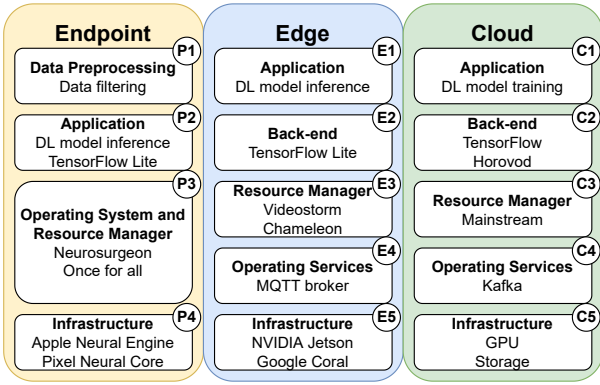 Endpoint
P1
Data Preprocessing
Data filtering
P2
Application
DL model inference
TensorFlow Lite
P3
Operating System and
Resource Manager
Neurosurgeon
Once for all
P4
Infrastructure
Apple Neural Engine
Pixel Neural Core
Edge
E1
Application
DL model inference
E2
Back-end
TensorFlow Lite
E3
Resource Manager
Videostorm
Chameleon
E4
Operating Services
MQTT broker
E5
Infrastructure
NVIDIA Jetson
Google Coral
Cloud
C1
Application
DL model training
C2
Back-end
TensorFlow
Horovod
C3
Resource Manager
Mainstream
C4
Operating Services
Kafka
C5
Infrastructure
GPU
Storage